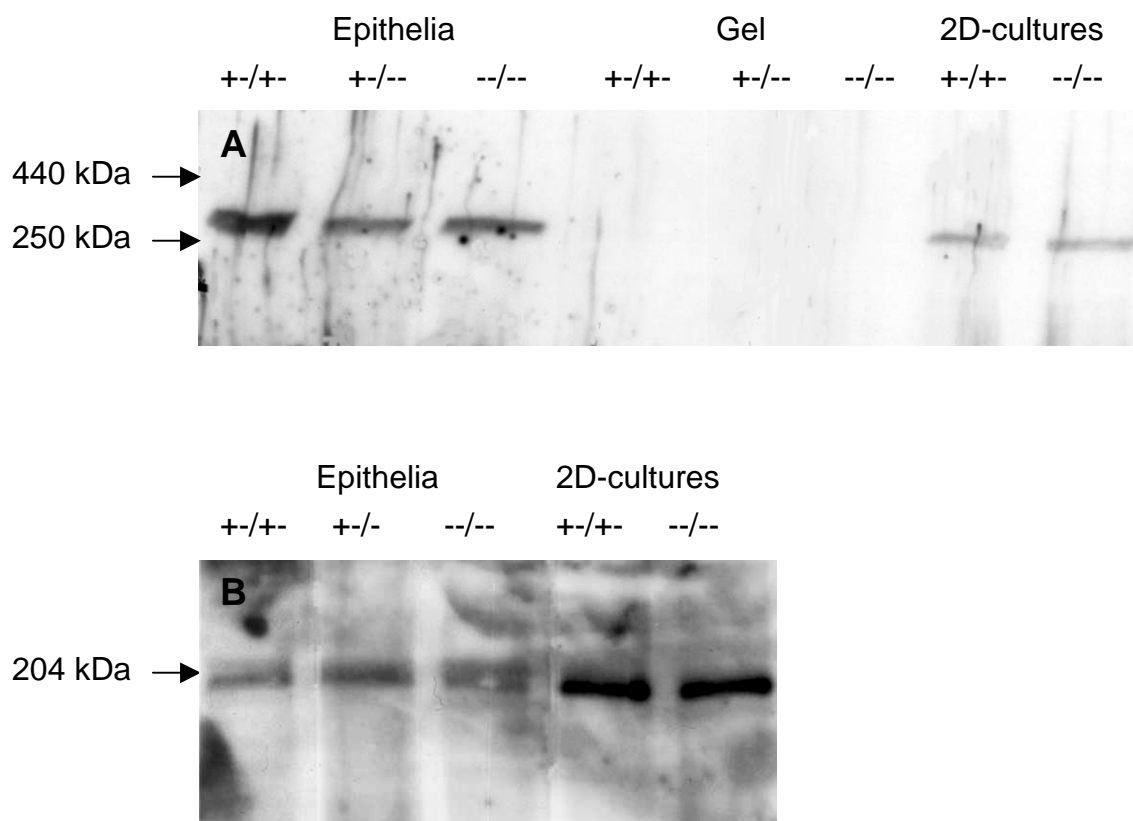 Epithelia Gel 2D-cultures
+-/+- +-/-- --/-- +-/+- +-/-- --/-- +-/+- --/--
A
440 kDa
250 kDa
Epithelia 2D-cultures
+-/+- +-/- --/-- +-/+- --/--
B
204 kDa